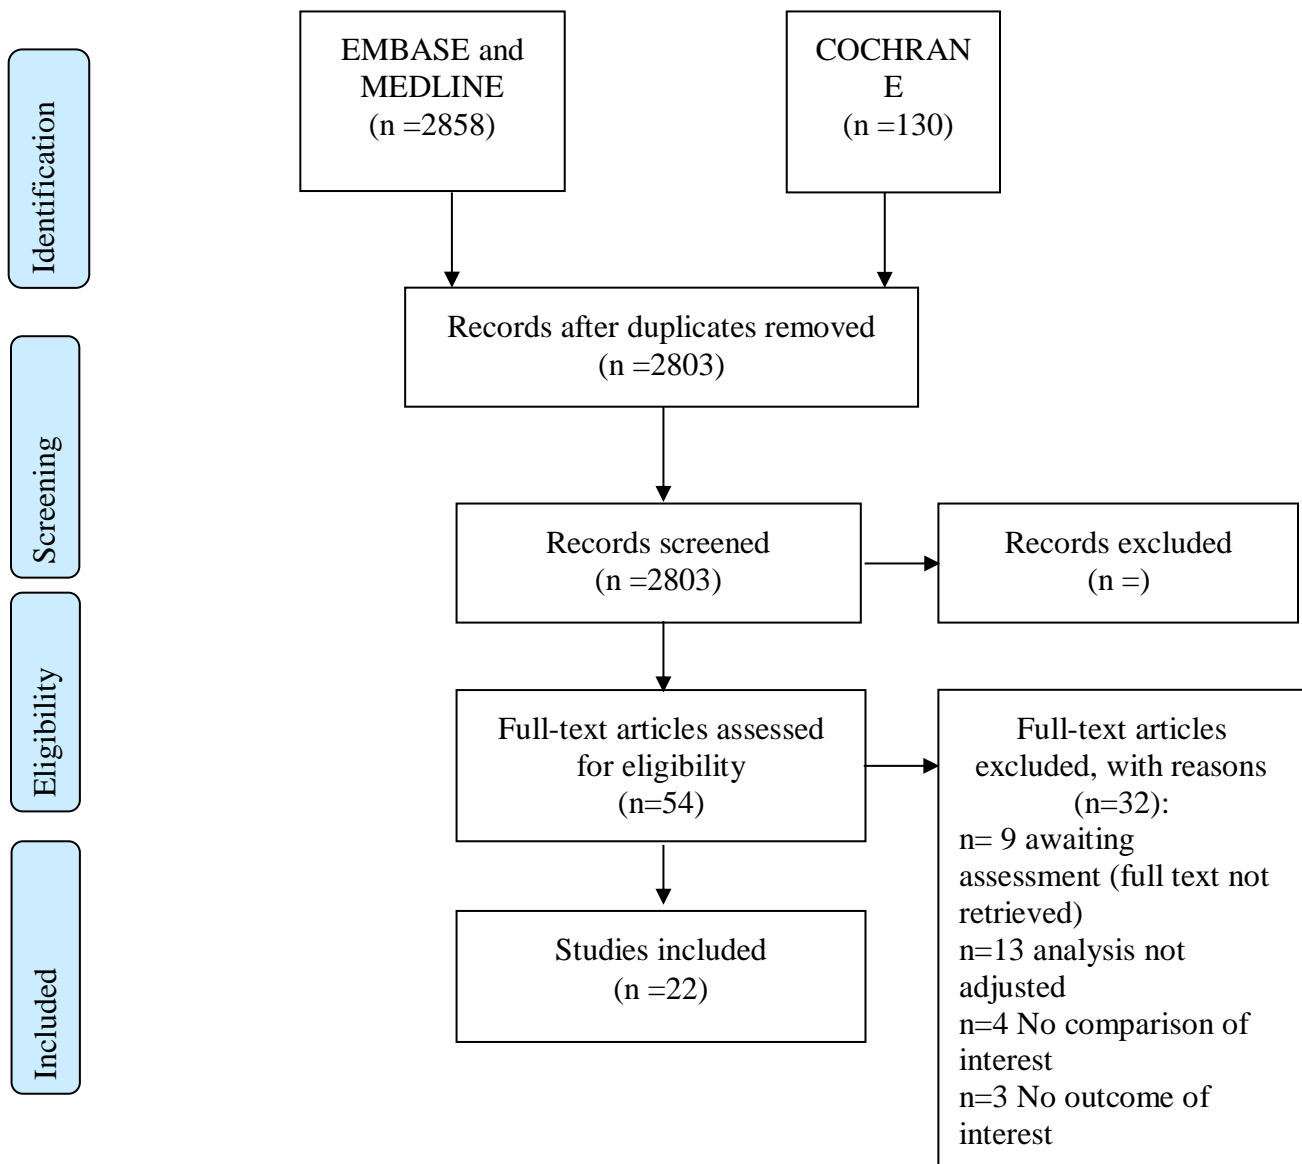 Identification
EMBASE and
MEDLINE
(n =2858)
COCHRAN
E
(n =130)
Records after duplicates removed
(n =2803)
Screening
Records screened
(n =2803)
Records excluded
(n =)
Eligibility
Full-text articles assessed
for eligibility
(n=54)
Full-text articles
excluded, with reasons
(n=32):
n= 9 awaiting
assessment (full text not
retrieved)
n=13 analysis not
adjusted
n=4 No comparison of
interest
n=3 No outcome of
interest
Included
Studies included
(n =22)